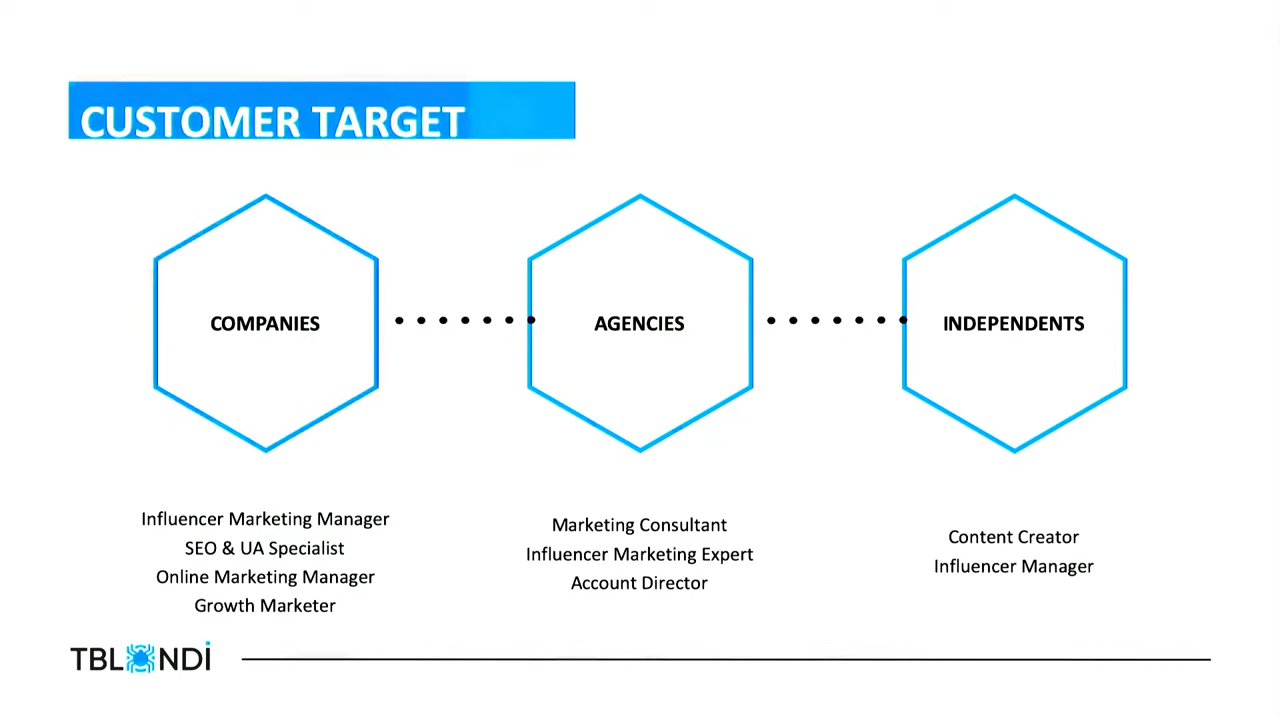 CUSTOMER TARGET
COMPANIES
AGENCIES
INDEPENDENTS
Influencer Marketing Manager
SEO & UA Specialist
Online Marketing Manager
Growth Marketer
Marketing Consultant
Influencer Marketing Expert
Account Director
Content Creator
Influencer Manager
TBLONDi